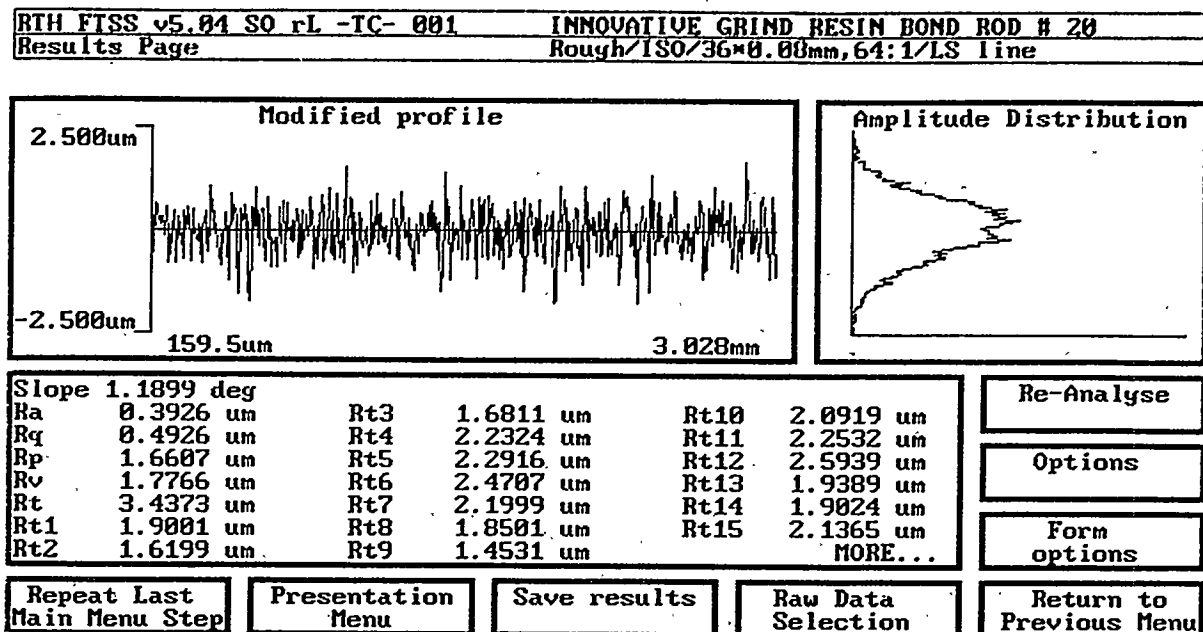 RTH FTSS v5.04 SO rL -TC- 001 INNOVATIVE GRIND RESIN BOND ROD # 20
Results Page Rough/ISO/36*0.08mm,64:1/LS line
Modified profile
2.500um
-2.500um
159.5um 3.028mm
Amplitude Distribution
Slope 1.1899 deg
Ra 0.3926 um Rt3 1.6811 um Rt10 2.0919 um
Rq 0.4926 um Rt4 2.2324 um Rt11 2.2532 um
Rp 1.6607 um Rt5 2.2916 um Rt12 2.5939 um
Rv 1.7766 um Rt6 2.4707 um Rt13 1.9389 um
Rt 3.4373 um Rt7 2.1999 um Rt14 1.9024 um
Rt1 1.9001 um Rt8 1.8501 um Rt15 2.1365 um
Rt2 1.6199 um Rt9 1.4531 um MORE...
Re-Analyse
Options
Form
options
Repeat Last
Main Menu Step
Presentation
Menu
Save results
Raw Data
Selection
Return to
Previous Menu